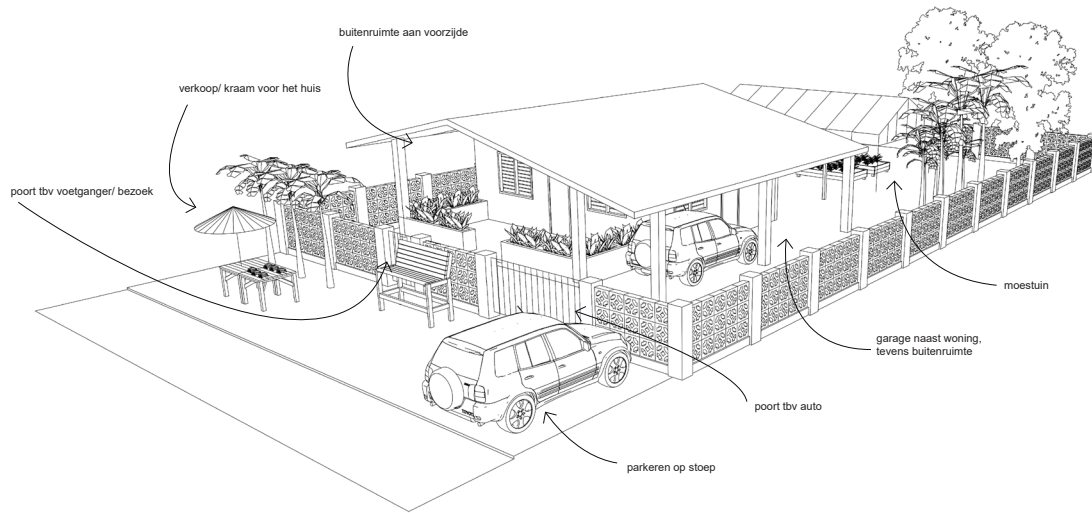 buitenruimte aan voorzijde
verkoop/ kraam voor het huis
poort tbv voetganger/ bezoek
moestuin
garage naast woning,
tevens buitenruimte
poort tbv auto
parkeren op stoep